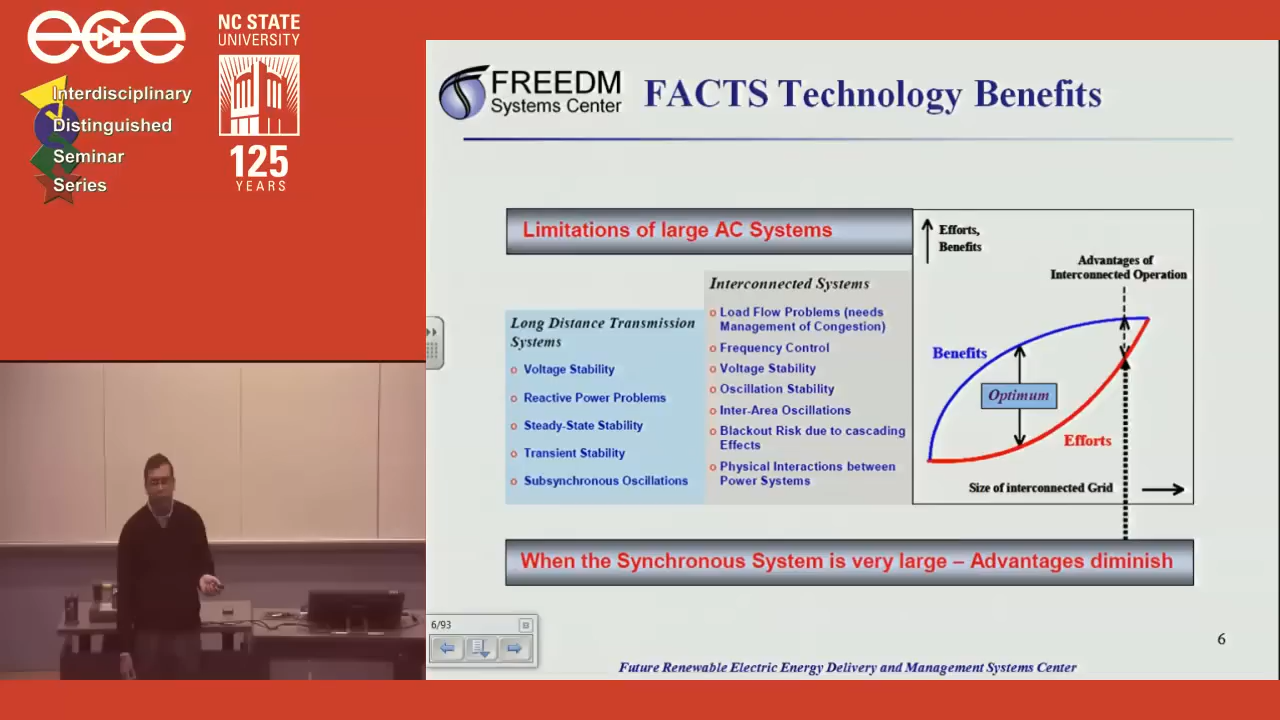 ece
NC STATE
UNIVERSITY
Interdisciplinary
Distinguished
Seminar
Series
125
YEARS
FREEDM
Systems Center
FACTS Technology Benefits
Limitations of large AC Systems
Long Distance Transmission
Systems
o Voltage Stability
o Reactive Power Problems
o Steady-State Stability
o Transient Stability
o Subsynchronous Oscillations
Interconnected Systems
o Load Flow Problems (needs
Management of Congestion)
o Frequency Control
o Voltage Stability
o Oscillation Stability
o Inter-Area Oscillations
o Blackout Risk due to cascading
Effects
o Physical Interactions between
Power Systems
Efforts,
Benefits
Advantages of
Interconnected Operation
Benefits
Optimum
Efforts
Size of interconnected Grid
When the Synchronous System is very large – Advantages diminish
6/93
6
Future Renewable Electric Energy Delivery and Management Systems Center